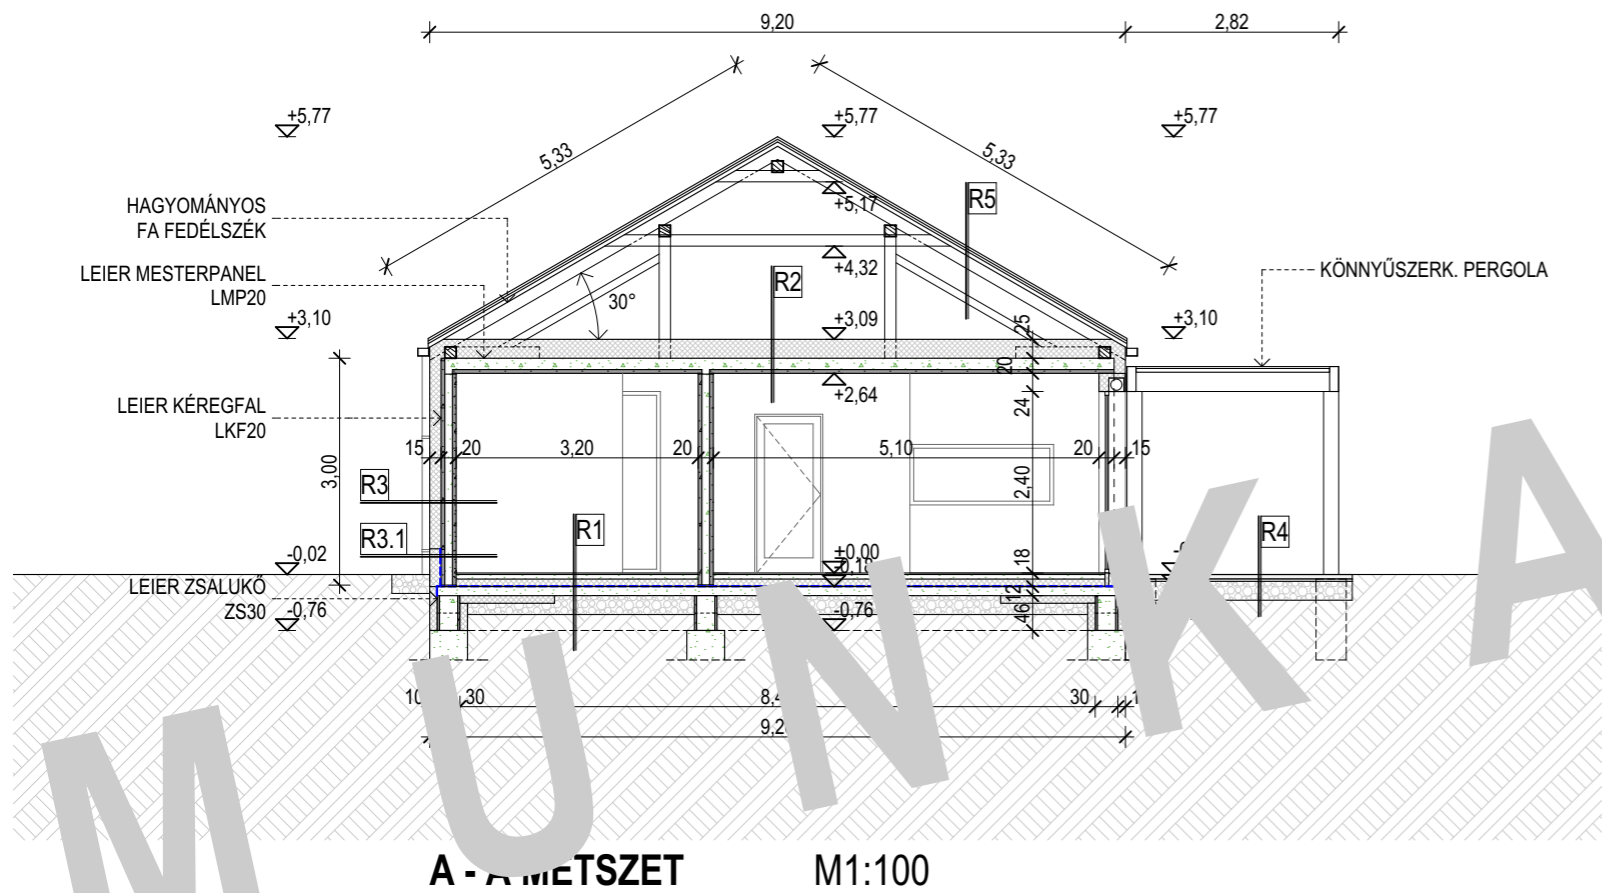 9,20
2,82
+5,77
+5,77
+5,77
5,33
5,33
HAGYOMÁNYOS
FA FEDÉLSZÉK
R5
+5,17
LEIER MESTERPANEL
LMP20
+4,32
KÖNNYŰSZERK. PERGOLA
R2
30°
+3,10
+3,09
25
+3,10
20
+2,64
24
LEIER KÉREGFAL
LKF20
15
20
3,20
20
5,10
20
15
3,00
2,40
R3
R1
R4
R3.1
-0,02
±0,00
-0,18
18
LEIER ZSALUKŐ
ZS30
-0,76
-0,76
12
46
30
30
M U N K A
A - A METSZET
M1:100